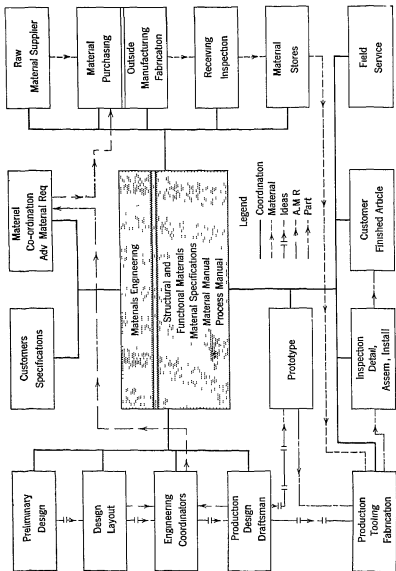 Raw
Material Supplier
Material
Purchasing
Outside
Manufacturing
Fabrication
Receiving
Inspection
Material
Stores
Field
Service
Materiel
Co-ordination
Adv Material Req
Customers
Specifications
Materials Engineering
Structural and
Functional Materials
Material Specifications
Material Manual
Process Manual
Legend
Coordination
Material
Ideas
A.M R
Part
Customer
Finished Article
Prototype
Inspection
Detail,
Assem, Install
Preliminary
Design
Design
Layout
Engineering
Coordinators
Production
Design
Draftsman
Production
Tooling
Fabrication